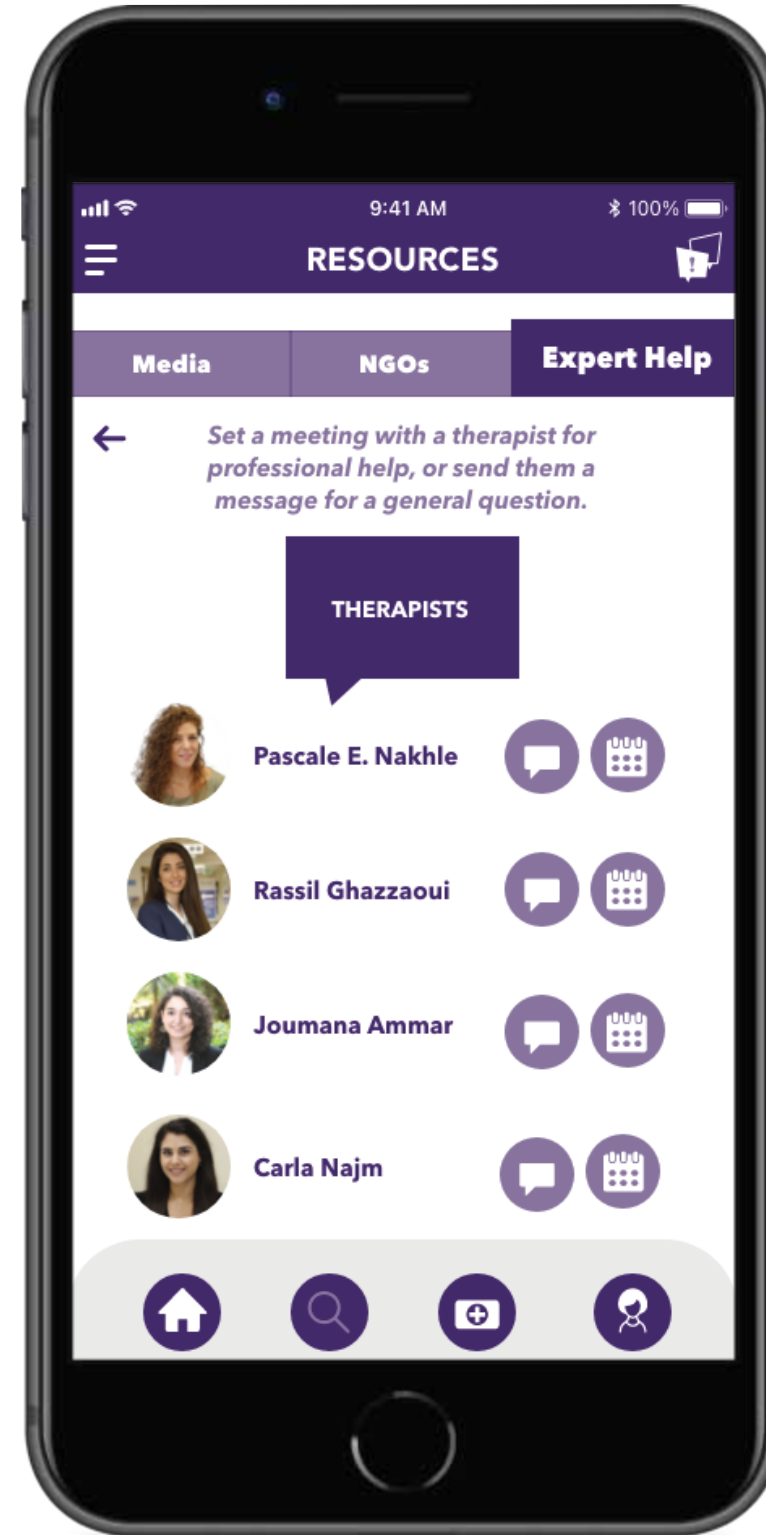 9:41 AM
100%
RESOURCES
!
Media
NGOs
Expert Help
Set a meeting with a therapist for
professional help, or send them a
message for a general question.
THERAPISTS
Pascale E. Nakhle
Rassil Ghazzaoui
Joumana Ammar
Carla Najm